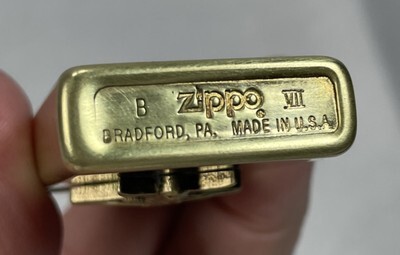 B Zippo VII
BRADFORD, PA. MADE IN U.S.A.